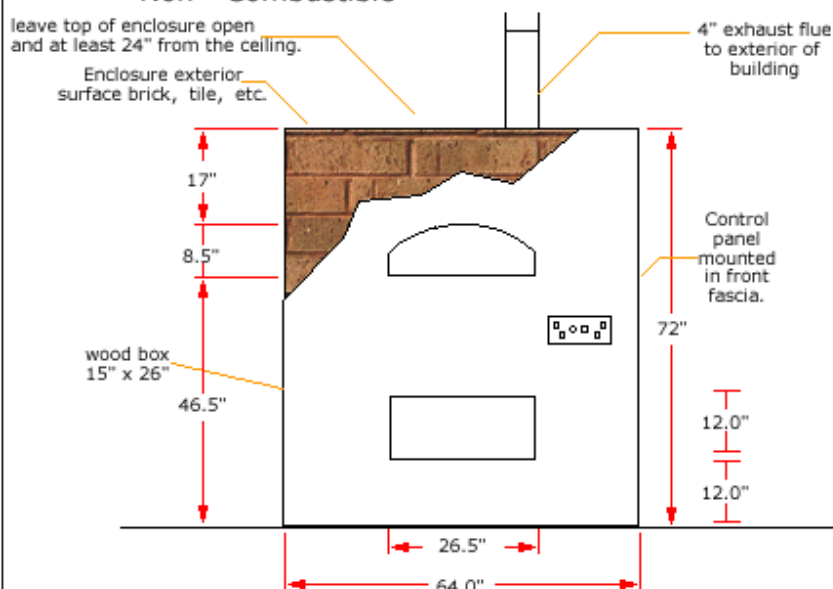 Non - Combustible
leave top of enclosure open
and at least 24" from the ceiling.
4" exhaust flue
to exterior of
building
Enclosure exterior
surface brick, tile, etc.
17"
8.5"
Control
panel
mounted
in front
fascia.
72"
wood box
15" x 26"
46.5"
12.0"
12.0"
26.5"
64.0"